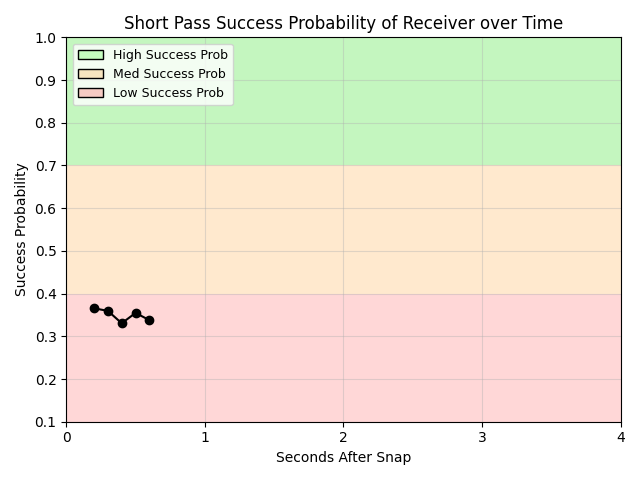 Short Pass Success Probability of Receiver over Time
1.0
0.9
0.8
0.7
0.6
0.5
0.4
0.3
0.2
0.1
Success Probability
High Success Prob
Med Success Prob
Low Success Prob
0 1 2 3 4
Seconds After Snap